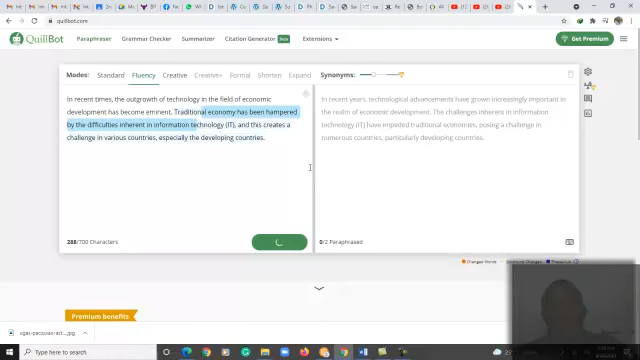 quillbot.com
QuillBot
Paraphraser Grammar Checker Summarizer Citation Generator Extensions
Get Premium
Modes: Standard Fluency Creative Creative+ Formal Shorten Expand
Synonyms:
In recent times, the outgrowth of technology in the field of economic
development has become eminent. Traditional economy has been hampered
by the difficulties inherent in information technology (IT), and this creates a
challenge in various countries, especially the developing countries.
In recent years, technological advancements have grown increasingly important in
the realm of economic development. The challenges inherent in information
technology (IT) have impeded traditional economies, posing a challenge in
numerous countries, particularly developing countries.
288/700 Characters
0/2 Paraphrased
Changed Words Structural Changes Thesaurus
Premium benefits
Type here to search